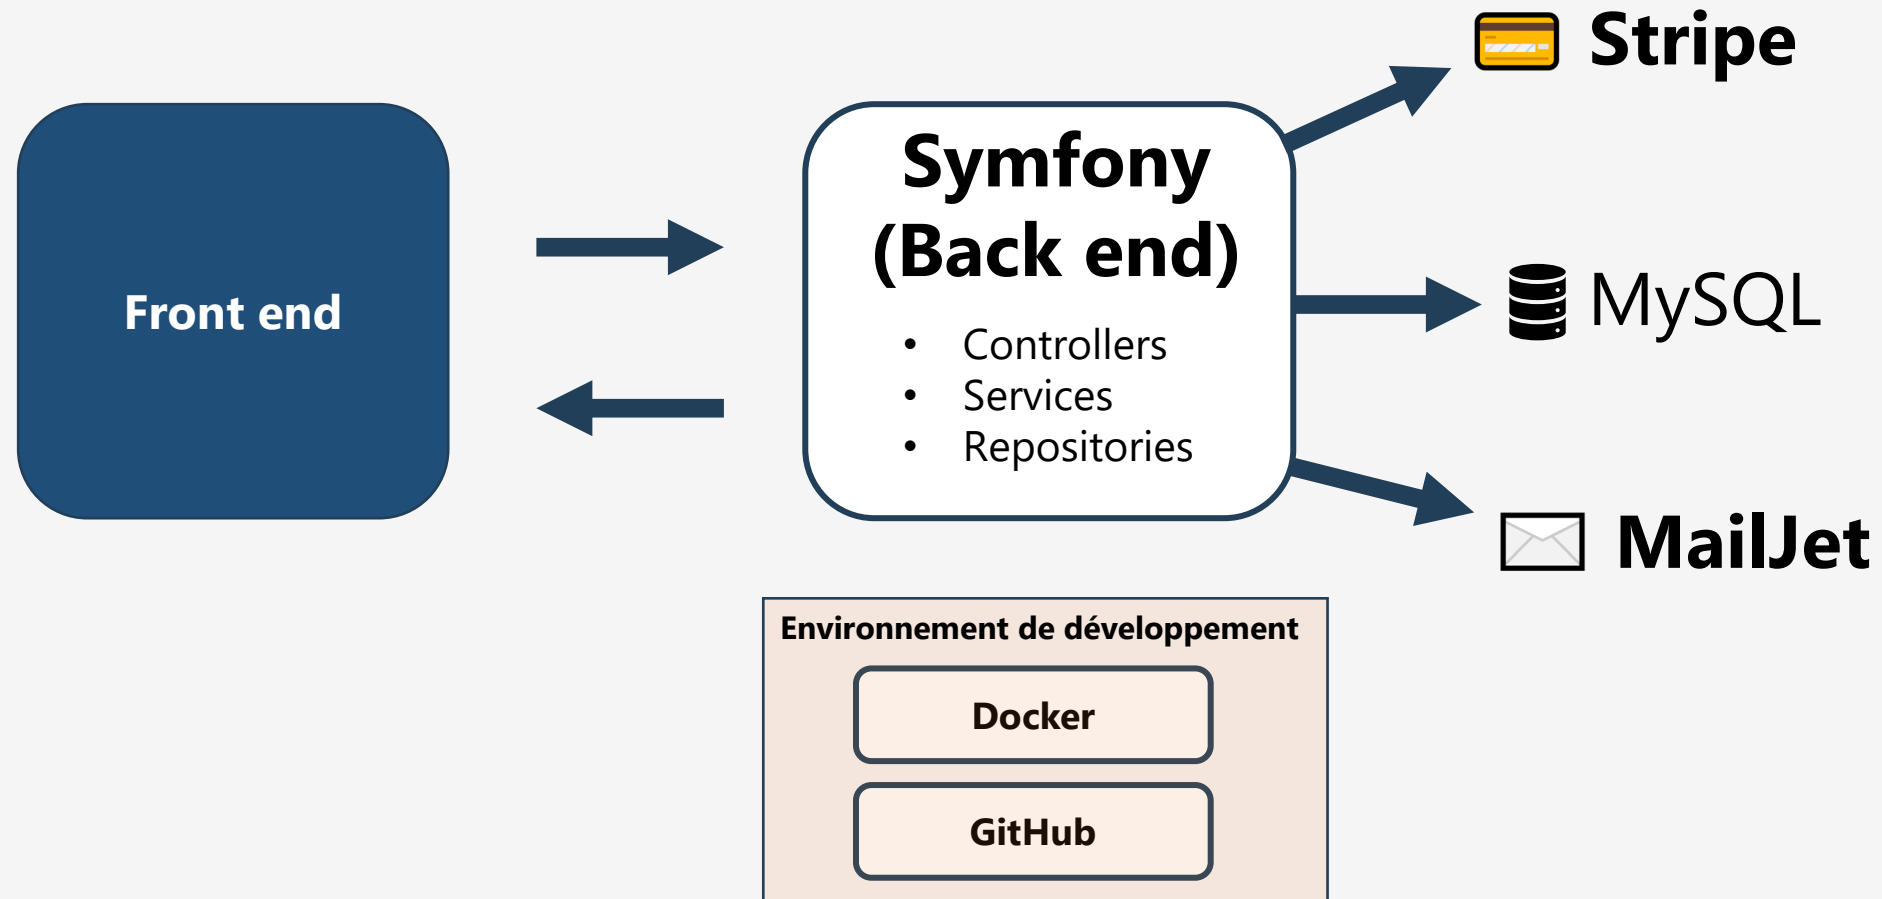 Front end
Symfony
(Back end)
• Controllers
• Services
• Repositories
Stripe
MySQL
MailJet
Environnement de développement
Docker
GitHub